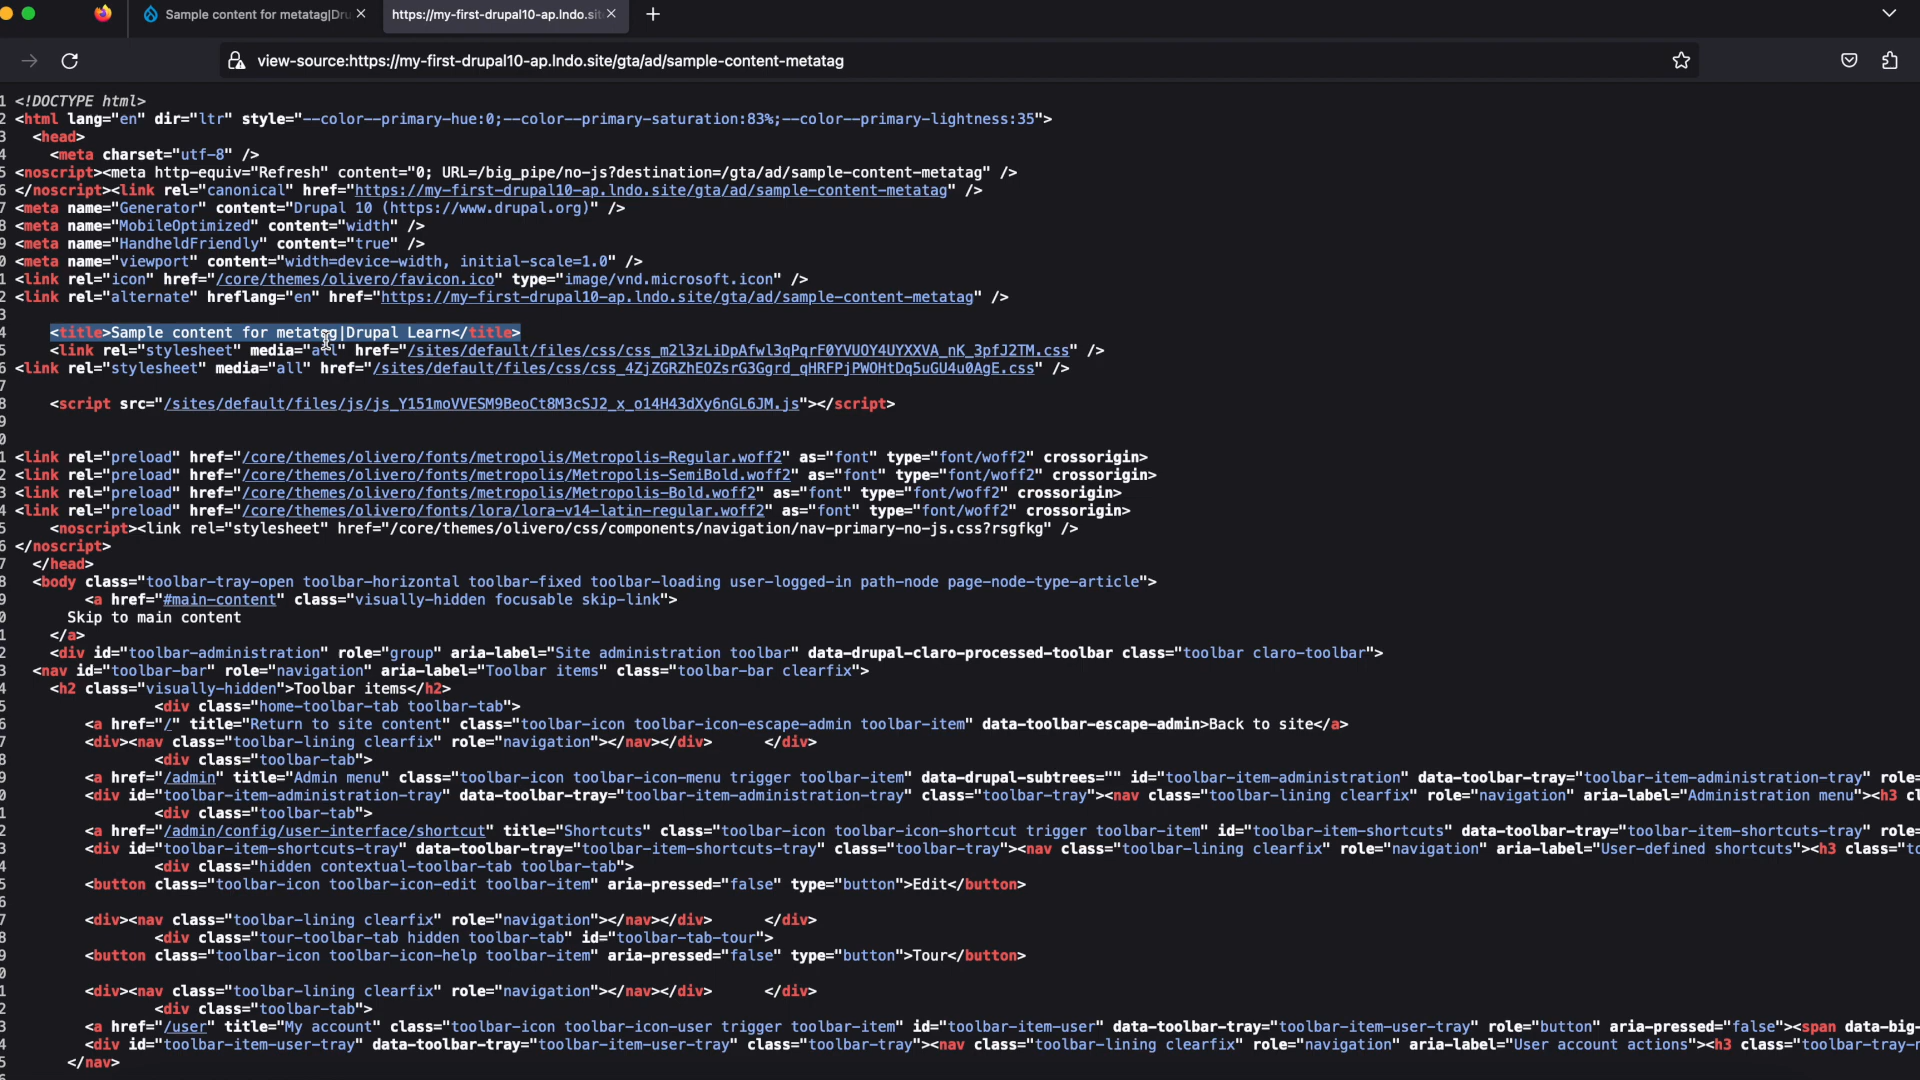 Sample content for metatag|Dru
https://my-first-drupal10-ap.lndo.sit
view-source:https://my-first-drupal10-ap.lndo.site/gta/ad/sample-content-metatag
1 <!DOCTYPE html>
2 <html lang="en" dir="ltr" style="--color--primary-hue:0;--color--primary-saturation:83%;--color--primary-lightness:35">
3 <head>
4 <meta charset="utf-8" />
5 <noscript><meta http-equiv="Refresh" content="0; URL=/big_pipe/no-js?destination=/gta/ad/sample-content-metatag" />
6 </noscript><link rel="canonical" href="https://my-first-drupal10-ap.lndo.site/gta/ad/sample-content-metatag" />
7 <meta name="Generator" content="Drupal 10 (https://www.drupal.org)" />
8 <meta name="MobileOptimized" content="width" />
9 <meta name="HandheldFriendly" content="true" />
0 <meta name="viewport" content="width=device-width, initial-scale=1.0" />
1 <link rel="icon" href="/core/themes/olivero/favicon.ico" type="image/vnd.microsoft.icon" />
2 <link rel="alternate" hreflang="en" href="https://my-first-drupal10-ap.lndo.site/gta/ad/sample-content-metatag" />
3
4 <title>Sample content for metatag|Drupal Learn</title>
5 <link rel="stylesheet" media="all" href="/sites/default/files/css/css_m2l3zLiDpAfwl3qPqrF0YVUOY4UYXXVA_nK_3pfJ2TM.css" />
6 <link rel="stylesheet" media="all" href="/sites/default/files/css/css_4ZjZGRZhEOZsrG3Ggrd_qHRFPjPWOHtDq5uGU4u0AgE.css" />
7
8 <script src="/sites/default/files/js/js_Y151moVVESM9BeoCt8M3cSJ2_x_o14H43dXy6nGL6JM.js"></script>
9
0
1 <link rel="preload" href="/core/themes/olivero/fonts/metropolis/Metropolis-Regular.woff2" as="font" type="font/woff2" crossorigin>
2 <link rel="preload" href="/core/themes/olivero/fonts/metropolis/Metropolis-SemiBold.woff2" as="font" type="font/woff2" crossorigin>
3 <link rel="preload" href="/core/themes/olivero/fonts/metropolis/Metropolis-Bold.woff2" as="font" type="font/woff2" crossorigin>
4 <link rel="preload" href="/core/themes/olivero/fonts/lora/lora-v14-latin-regular.woff2" as="font" type="font/woff2" crossorigin>
5 <noscript><link rel="stylesheet" href="/core/themes/olivero/css/components/navigation/nav-primary-no-js.css?rsgfkg" />
6 </noscript>
7 </head>
8 <body class="toolbar-tray-open toolbar-horizontal toolbar-fixed toolbar-loading user-logged-in path-node page-node-type-article">
9 <a href="#main-content" class="visually-hidden focusable skip-link">
0 Skip to main content
1 </a>
2 <div id="toolbar-administration" role="group" aria-label="Site administration toolbar" data-drupal-claro-processed-toolbar class="toolbar claro-toolbar">
3 <nav id="toolbar-bar" role="navigation" aria-label="Toolbar items" class="toolbar-bar clearfix">
4 <h2 class="visually-hidden">Toolbar items</h2>
5 <div class="home-toolbar-tab toolbar-tab">
6 <a href="/" title="Return to site content" class="toolbar-icon toolbar-icon-escape-admin toolbar-item" data-toolbar-escape-admin>Back to site</a>
7 <div><nav class="toolbar-lining clearfix" role="navigation"></nav></div> </div>
8 <div class="toolbar-tab">
9 <a href="/admin" title="Admin menu" class="toolbar-icon toolbar-icon-menu trigger toolbar-item" data-drupal-subtrees="" id="toolbar-item-administration" data-toolbar-tray="toolbar-item-administration-tray" role=
0 <div id="toolbar-item-administration-tray" data-toolbar-tray="toolbar-item-administration-tray" class="toolbar-tray"><nav class="toolbar-lining clearfix" role="navigation" aria-label="Administration menu"><h3 cl
1 <div class="toolbar-tab">
2 <a href="/admin/config/user-interface/shortcut" title="Shortcuts" class="toolbar-icon toolbar-icon-shortcut trigger toolbar-item" id="toolbar-item-shortcuts" data-toolbar-tray="toolbar-item-shortcuts-tray" role=
3 <div id="toolbar-item-shortcuts-tray" data-toolbar-tray="toolbar-item-shortcuts-tray" class="toolbar-tray"><nav class="toolbar-lining clearfix" role="navigation" aria-label="User-defined shortcuts"><h3 class="to
4 <div class="hidden contextual-toolbar-tab toolbar-tab">
5 <button class="toolbar-icon toolbar-icon-edit toolbar-item" aria-pressed="false" type="button">Edit</button>
6
7 <div><nav class="toolbar-lining clearfix" role="navigation"></nav></div> </div>
8 <div class="tour-toolbar-tab hidden toolbar-tab" id="toolbar-tab-tour">
9 <button class="toolbar-icon toolbar-icon-help toolbar-item" aria-pressed="false" type="button">Tour</button>
0
1 <div><nav class="toolbar-lining clearfix" role="navigation"></nav></div> </div>
2 <div class="toolbar-tab">
3 <a href="/user" title="My account" class="toolbar-icon toolbar-icon-user trigger toolbar-item" id="toolbar-item-user" data-toolbar-tray="toolbar-item-user-tray" role="button" aria-pressed="false"><span data-big-
4 <div id="toolbar-item-user-tray" data-toolbar-tray="toolbar-item-user-tray" class="toolbar-tray"><nav class="toolbar-lining clearfix" role="navigation" aria-label="User account actions"><h3 class="toolbar-tray-n
5 </nav>